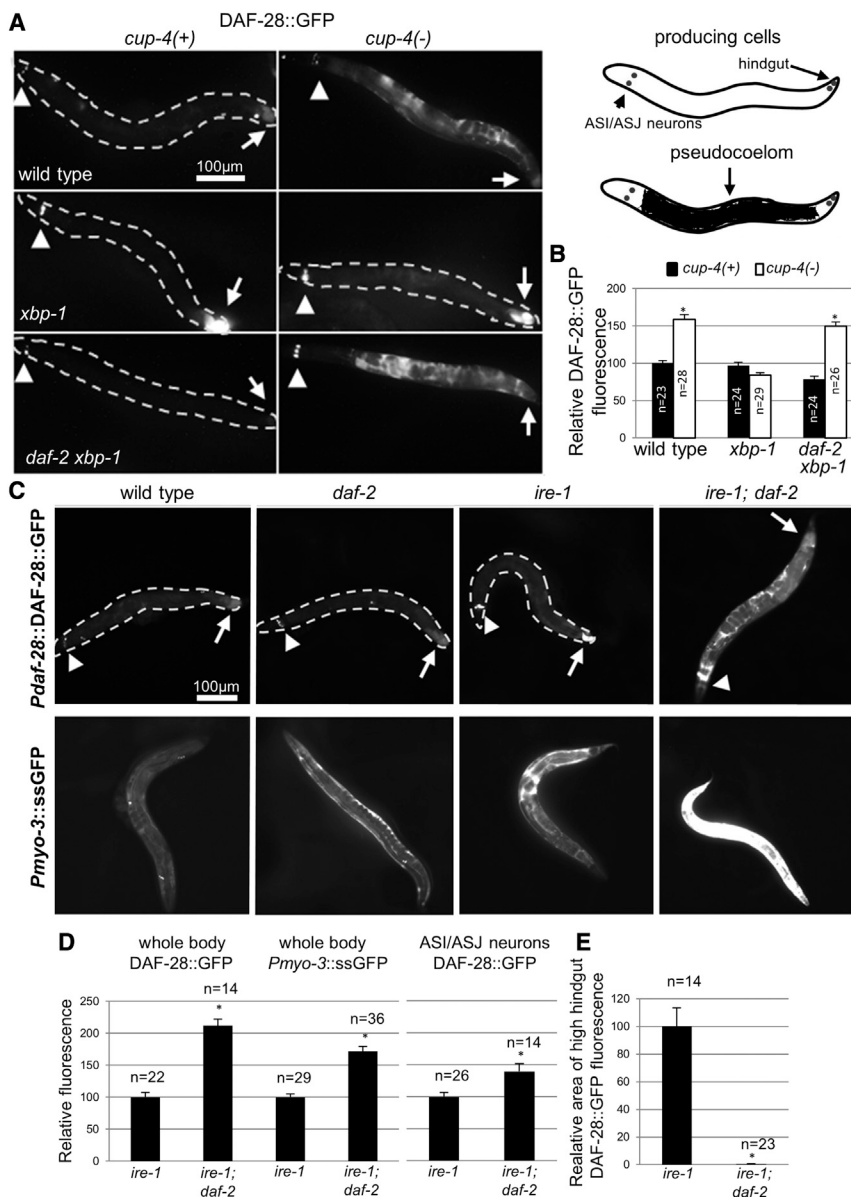 A
DAF-28::GFP
cup-4(+)
cup-4(-)
wild type
100µm
xbp-1
daf-2 xbp-1
producing cells
hindgut
ASI/ASJ neurons
pseudocoelom
B
cup-4(+) cup-4(-)
Relative DAF-28::GFP
fluorescence
200
150
100
50
0
*
*
n=23
n=28
n=24
n=29
n=24
n=26
wild type
xbp-1
daf-2
xbp-1
C
wild type
daf-2
ire-1
ire-1; daf-2
Pdaf-28::DAF-28::GFP
100µm
Pmyo-3::ssGFP
D
whole body
DAF-28::GFP
whole body
Pmyo-3::ssGFP
ASI/ASJ neurons
DAF-28::GFP
Relative fluorescence
250
200
150
100
50
0
n=22
n=14
*
n=29
n=36
*
n=26
n=14
*
ire-1
ire-1;
daf-2
ire-1
ire-1;
daf-2
ire-1
ire-1;
daf-2
E
Realative area of high hindgut
DAF-28::GFP fluorescence
120
100
80
60
40
20
0
n=14
n=23
*
ire-1
ire-1;
daf-2